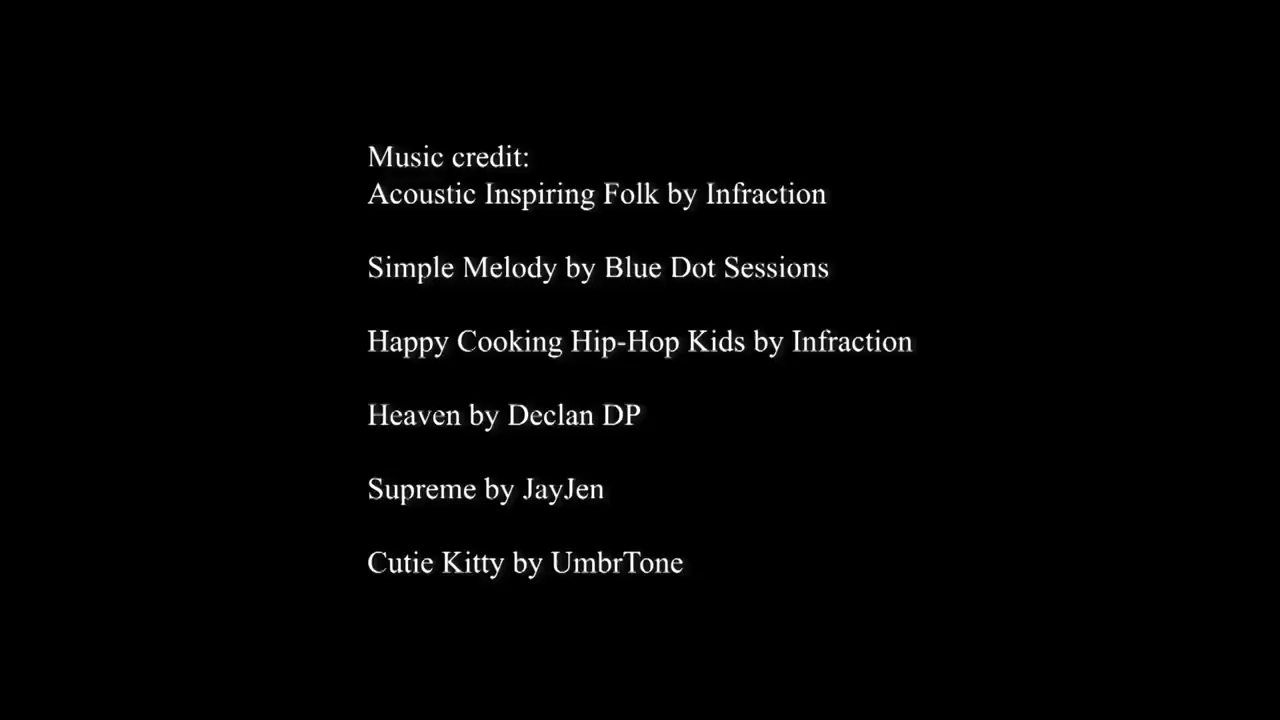 Music credit:
Acoustic Inspiring Folk by Infraction
Simple Melody by Blue Dot Sessions
Happy Cooking Hip-Hop Kids by Infraction
Heaven by Declan DP
Supreme by JayJen
Cutie Kitty by UmbrTone